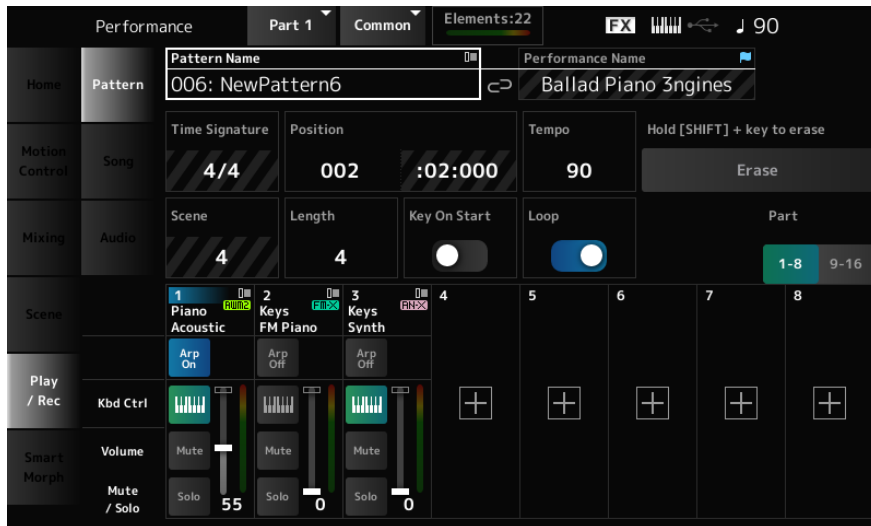 Performance Part 1 Common Elements:22 FX ♩ 90
Pattern Name Performance Name
Home Pattern 006: NewPattern6 Ballad Piano 3ngines
Time Signature Position Tempo Hold [SHIFT] + key to erase
Motion
Control Song 4/4 002 :02:000 90 Erase
Scene Length Key On Start Loop Part
Mixing Audio 4 4 1-8 9-16
Scene
1 2 3 4 5 6 7 8
AWM2 FM-X AN-X
Piano Keys Keys
Acoustic FM Piano Synth
Arp Arp Arp
On Off Off
Play
/ Rec Kbd Ctrl
Smart
Morph
Volume Mute Mute Mute
Mute
/ Solo Solo 55 Solo 0 Solo 0